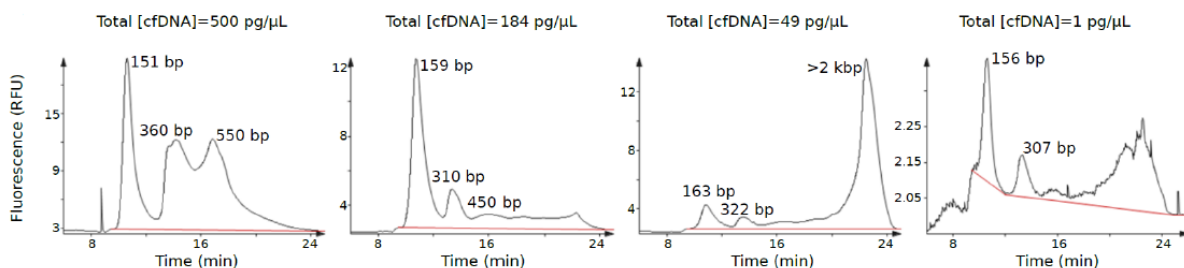 Total [cfDNA]=500 pg/µL
Total [cfDNA]=184 pg/µL
Total [cfDNA]=49 pg/µL
Total [cfDNA]=1 pg/µL
Fluorescence (RFU)
15
9
3
151 bp
360 bp
550 bp
8
16
24
Time (min)
12
8
4
159 bp
310 bp
450 bp
8
16
24
Time (min)
12
8
4
163 bp
322 bp
>2 kbp
8
16
24
Time (min)
2.25
2.15
2.05
156 bp
307 bp
8
16
24
Time (min)